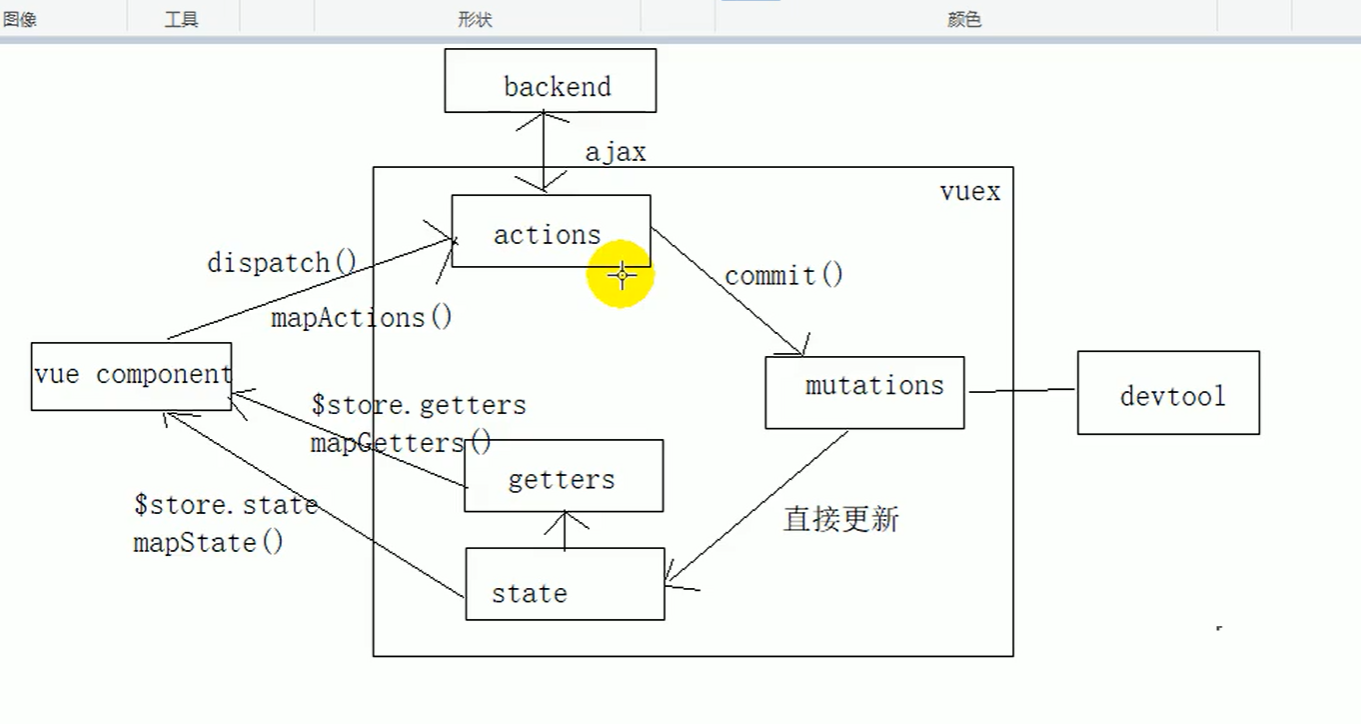 图像
工具
形状
颜色
backend
ajax
vuex
actions
dispatch()
commit()
mapActions()
vue component
mutations
devtool
$store.getters
mapGetters()
getters
$store.state
直接更新
mapState()
state